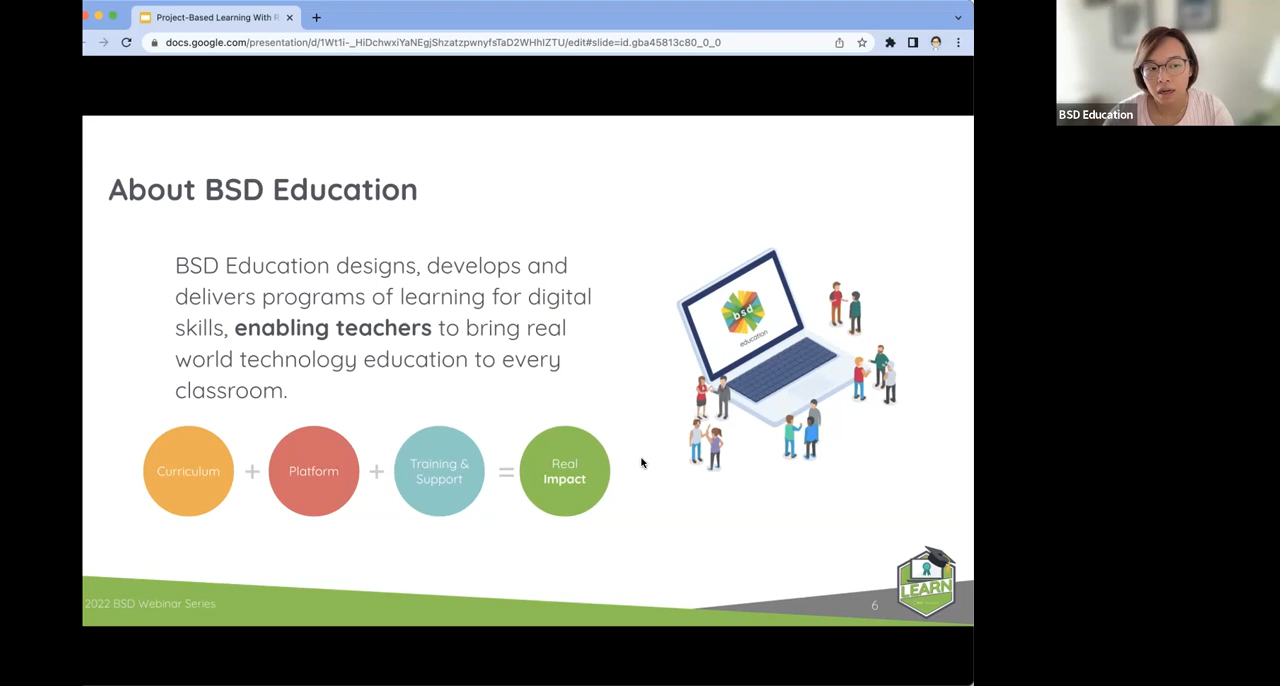 Project-Based Learning With R
docs.google.com/presentation/d/1Wt1i-_HiDchwxiYaNEgjShzatzpwnyfsTaD2WHhIZTU/edit#slide=id.gba45813c80_0_0
BSD Education
About BSD Education
BSD Education designs, develops and
delivers programs of learning for digital
skills, enabling teachers to bring real
world technology education to every
classroom.
bsd
education
Curriculum + Platform + Training & Support = Real Impact
LEARN
2022 BSD Webinar Series
6